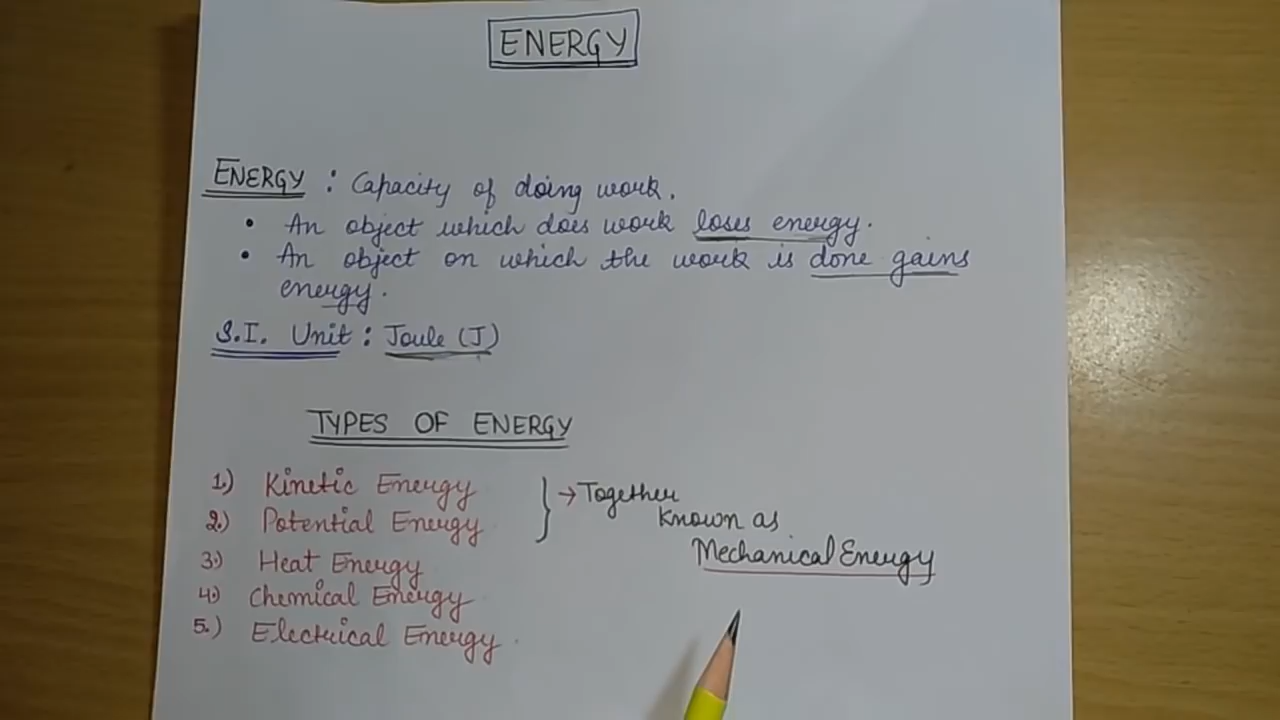 ENERGY
ENERGY : Capacity of doing work.
• An object which does work loses energy.
• An object on which the work is done gains
energy.
S.I. Unit : Joule (J)
TYPES OF ENERGY
1.) Kinetic Energy
2.) Potential Energy
} → Together
known as
Mechanical Energy
3.) Heat Energy
4.) Chemical Energy
5.) Electrical Energy